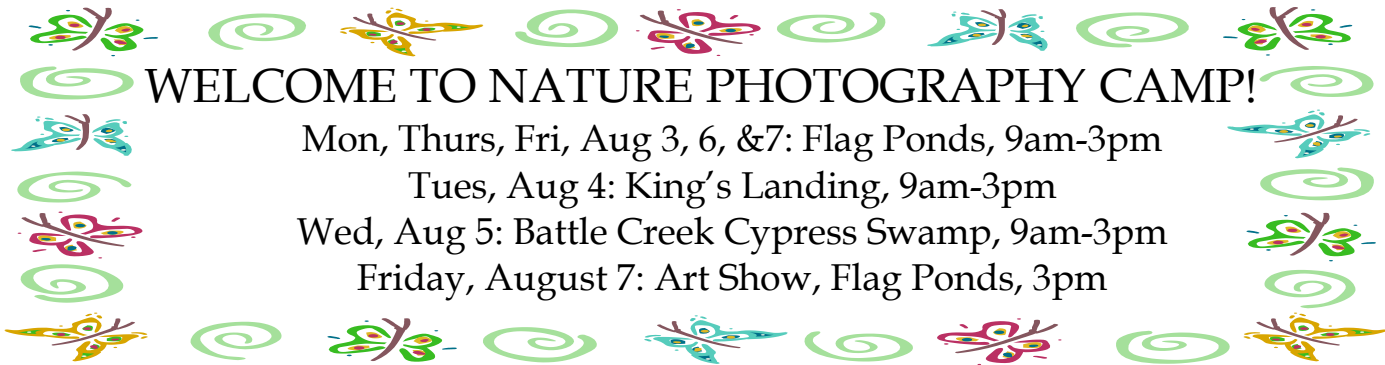 WELCOME TO NATURE PHOTOGRAPHY CAMP!
Mon, Thurs, Fri, Aug 3, 6, &7: Flag Ponds, 9am-3pm
Tues, Aug 4: King’s Landing, 9am-3pm
Wed, Aug 5: Battle Creek Cypress Swamp, 9am-3pm
Friday, August 7: Art Show, Flag Ponds, 3pm